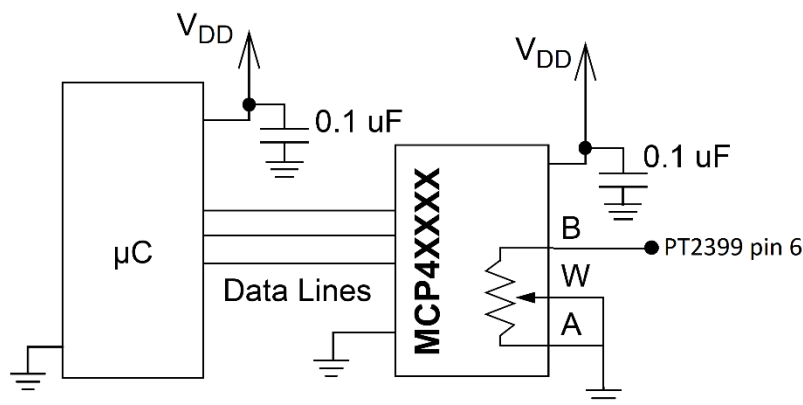 VDD
0.1 uF
µC
Data Lines
MCP4XXXX
VDD
0.1 uF
B
PT2399 pin 6
W
A